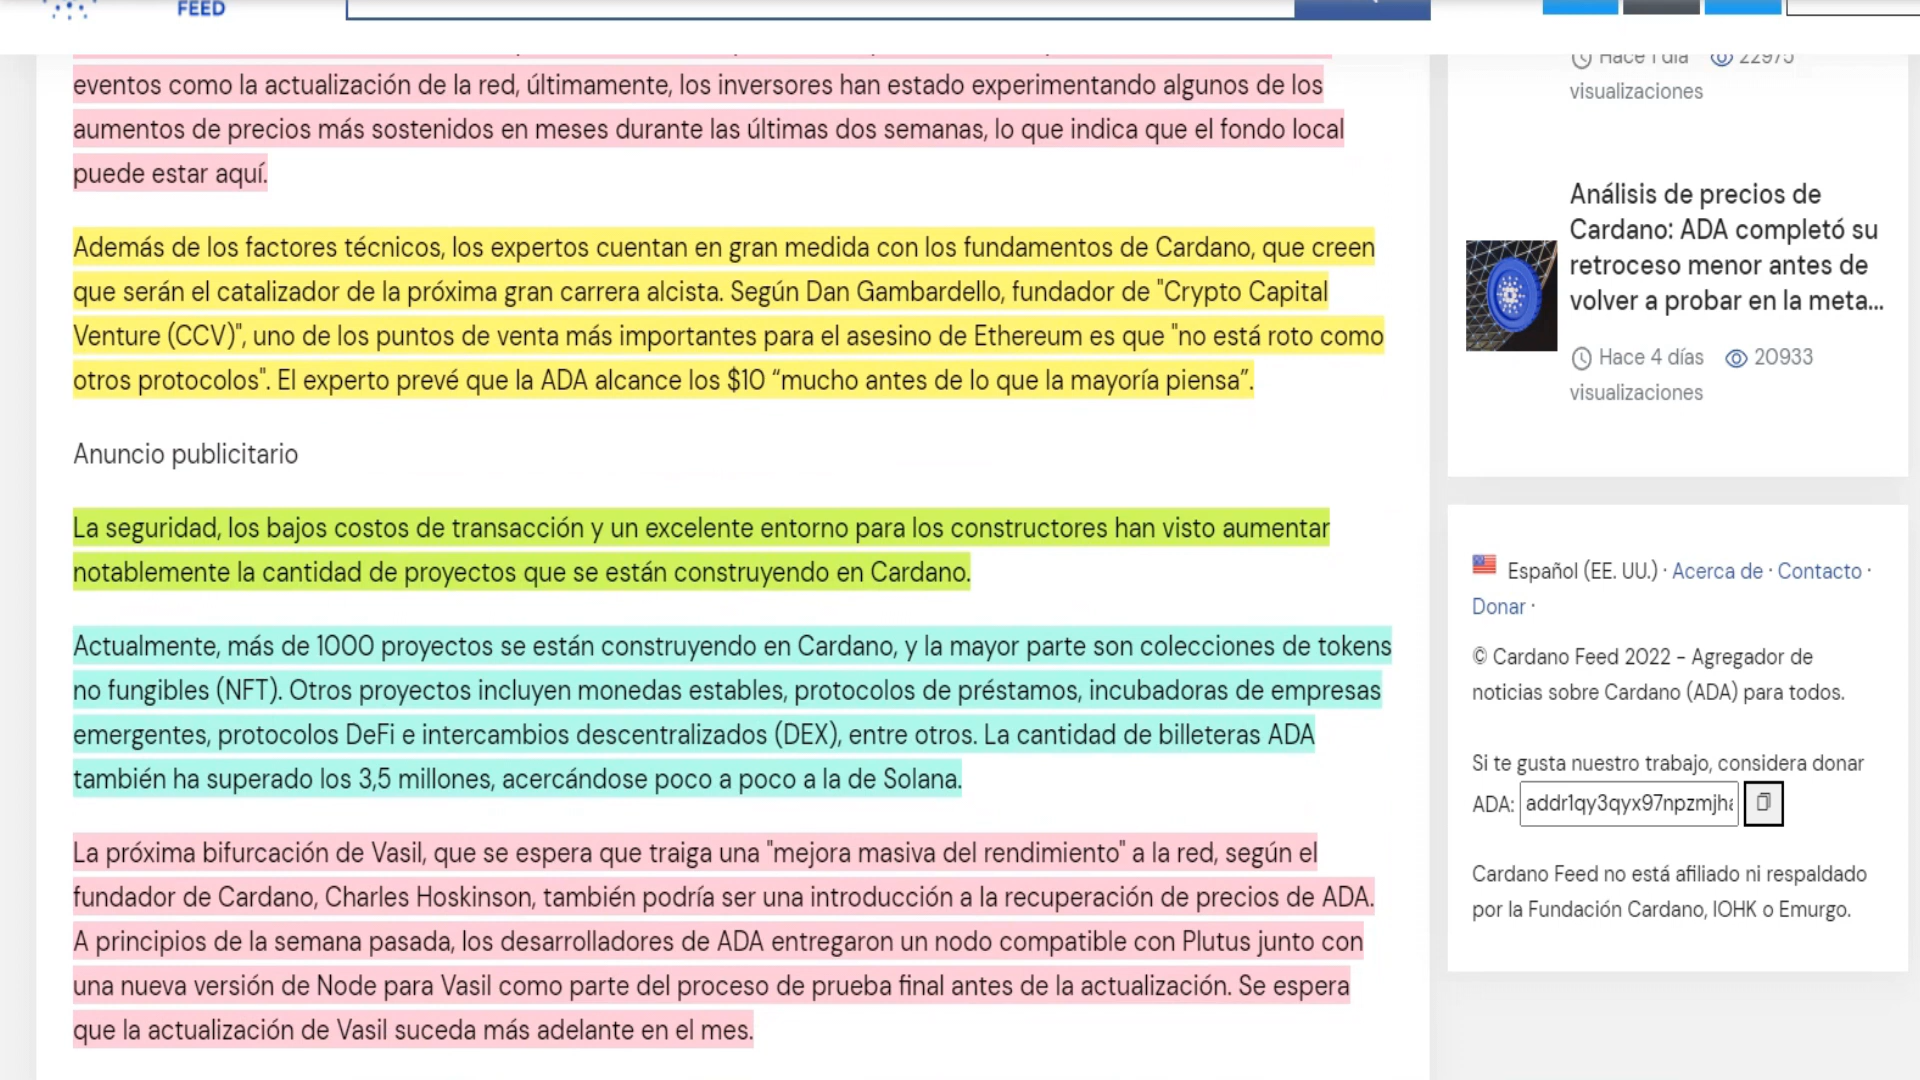 FEED
eventos como la actualización de la red, últimamente, los inversores han estado experimentando algunos de los
aumentos de precios más sostenidos en meses durante las últimas dos semanas, lo que indica que el fondo local
puede estar aquí.
Además de los factores técnicos, los expertos cuentan en gran medida con los fundamentos de Cardano, que creen
que serán el catalizador de la próxima gran carrera alcista. Según Dan Gambardello, fundador de "Crypto Capital
Venture (CCV)", uno de los puntos de venta más importantes para el asesino de Ethereum es que "no está roto como
otros protocolos". El experto prevé que la ADA alcance los $10 “mucho antes de lo que la mayoría piensa”.
Anuncio publicitario
La seguridad, los bajos costos de transacción y un excelente entorno para los constructores han visto aumentar
notablemente la cantidad de proyectos que se están construyendo en Cardano.
Actualmente, más de 1000 proyectos se están construyendo en Cardano, y la mayor parte son colecciones de tokens
no fungibles (NFT). Otros proyectos incluyen monedas estables, protocolos de préstamos, incubadoras de empresas
emergentes, protocolos DeFi e intercambios descentralizados (DEX), entre otros. La cantidad de billeteras ADA
también ha superado los 3,5 millones, acercándose poco a poco a la de Solana.
La próxima bifurcación de Vasil, que se espera que traiga una "mejora masiva del rendimiento" a la red, según el
fundador de Cardano, Charles Hoskinson, también podría ser una introducción a la recuperación de precios de ADA.
A principios de la semana pasada, los desarrolladores de ADA entregaron un nodo compatible con Plutus junto con
una nueva versión de Node para Vasil como parte del proceso de prueba final antes de la actualización. Se espera
que la actualización de Vasil suceda más adelante en el mes.
Hace 1 día 22975
visualizaciones
Análisis de precios de
Cardano: ADA completó su
retroceso menor antes de
volver a probar en la meta...
Hace 4 días 20933
visualizaciones
Español (EE. UU.) · Acerca de · Contacto ·
Donar ·
© Cardano Feed 2022 - Agregador de
noticias sobre Cardano (ADA) para todos.
Si te gusta nuestro trabajo, considera donar
ADA: addr1qy3qyx97npzmjha
Cardano Feed no está afiliado ni respaldado
por la Fundación Cardano, IOHK o Emurgo.